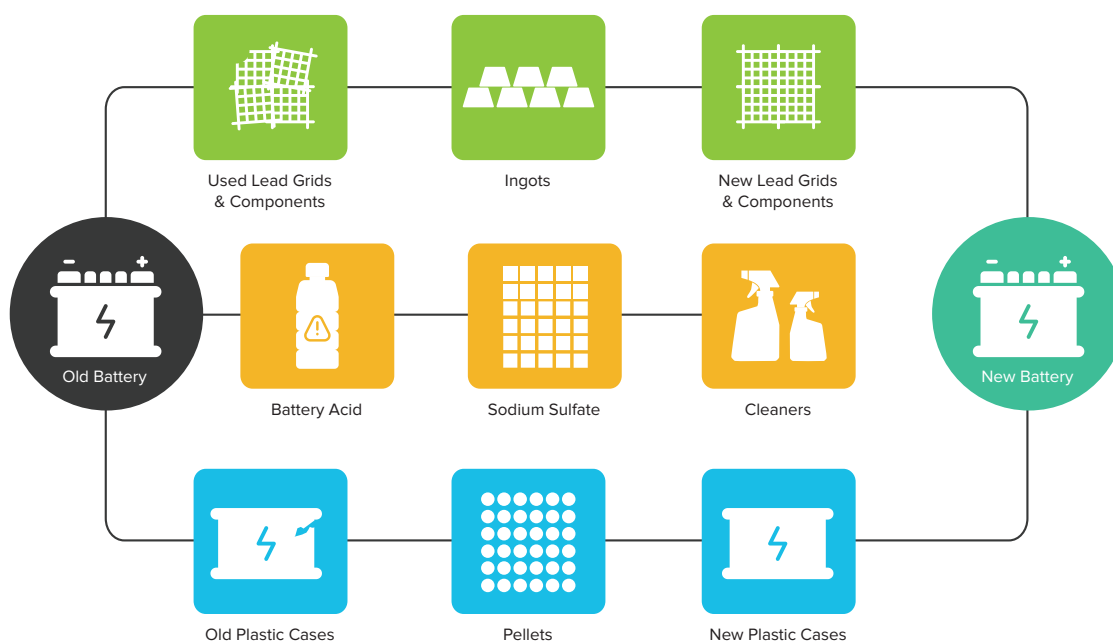 Used Lead Grids
& Components
Ingots
New Lead Grids
& Components
Old Battery
Battery Acid
Sodium Sulfate
Cleaners
New Battery
Old Plastic Cases
Pellets
New Plastic Cases